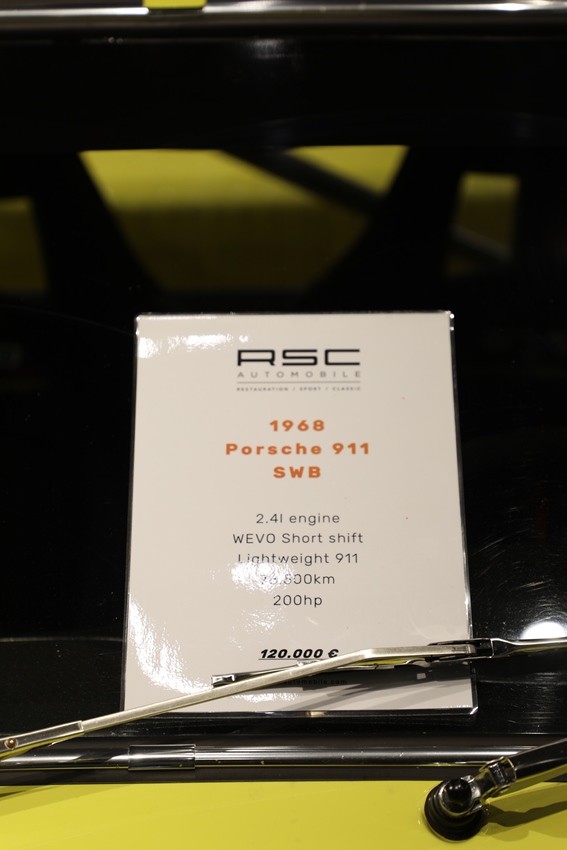 RSC
AUTOMOBILE
RESTAURATION / SPORT / CLASSIC
1968
Porsche 911
SWB
2.4l engine
WEVO Short shift
Lightweight 911
200hp
120.000 €